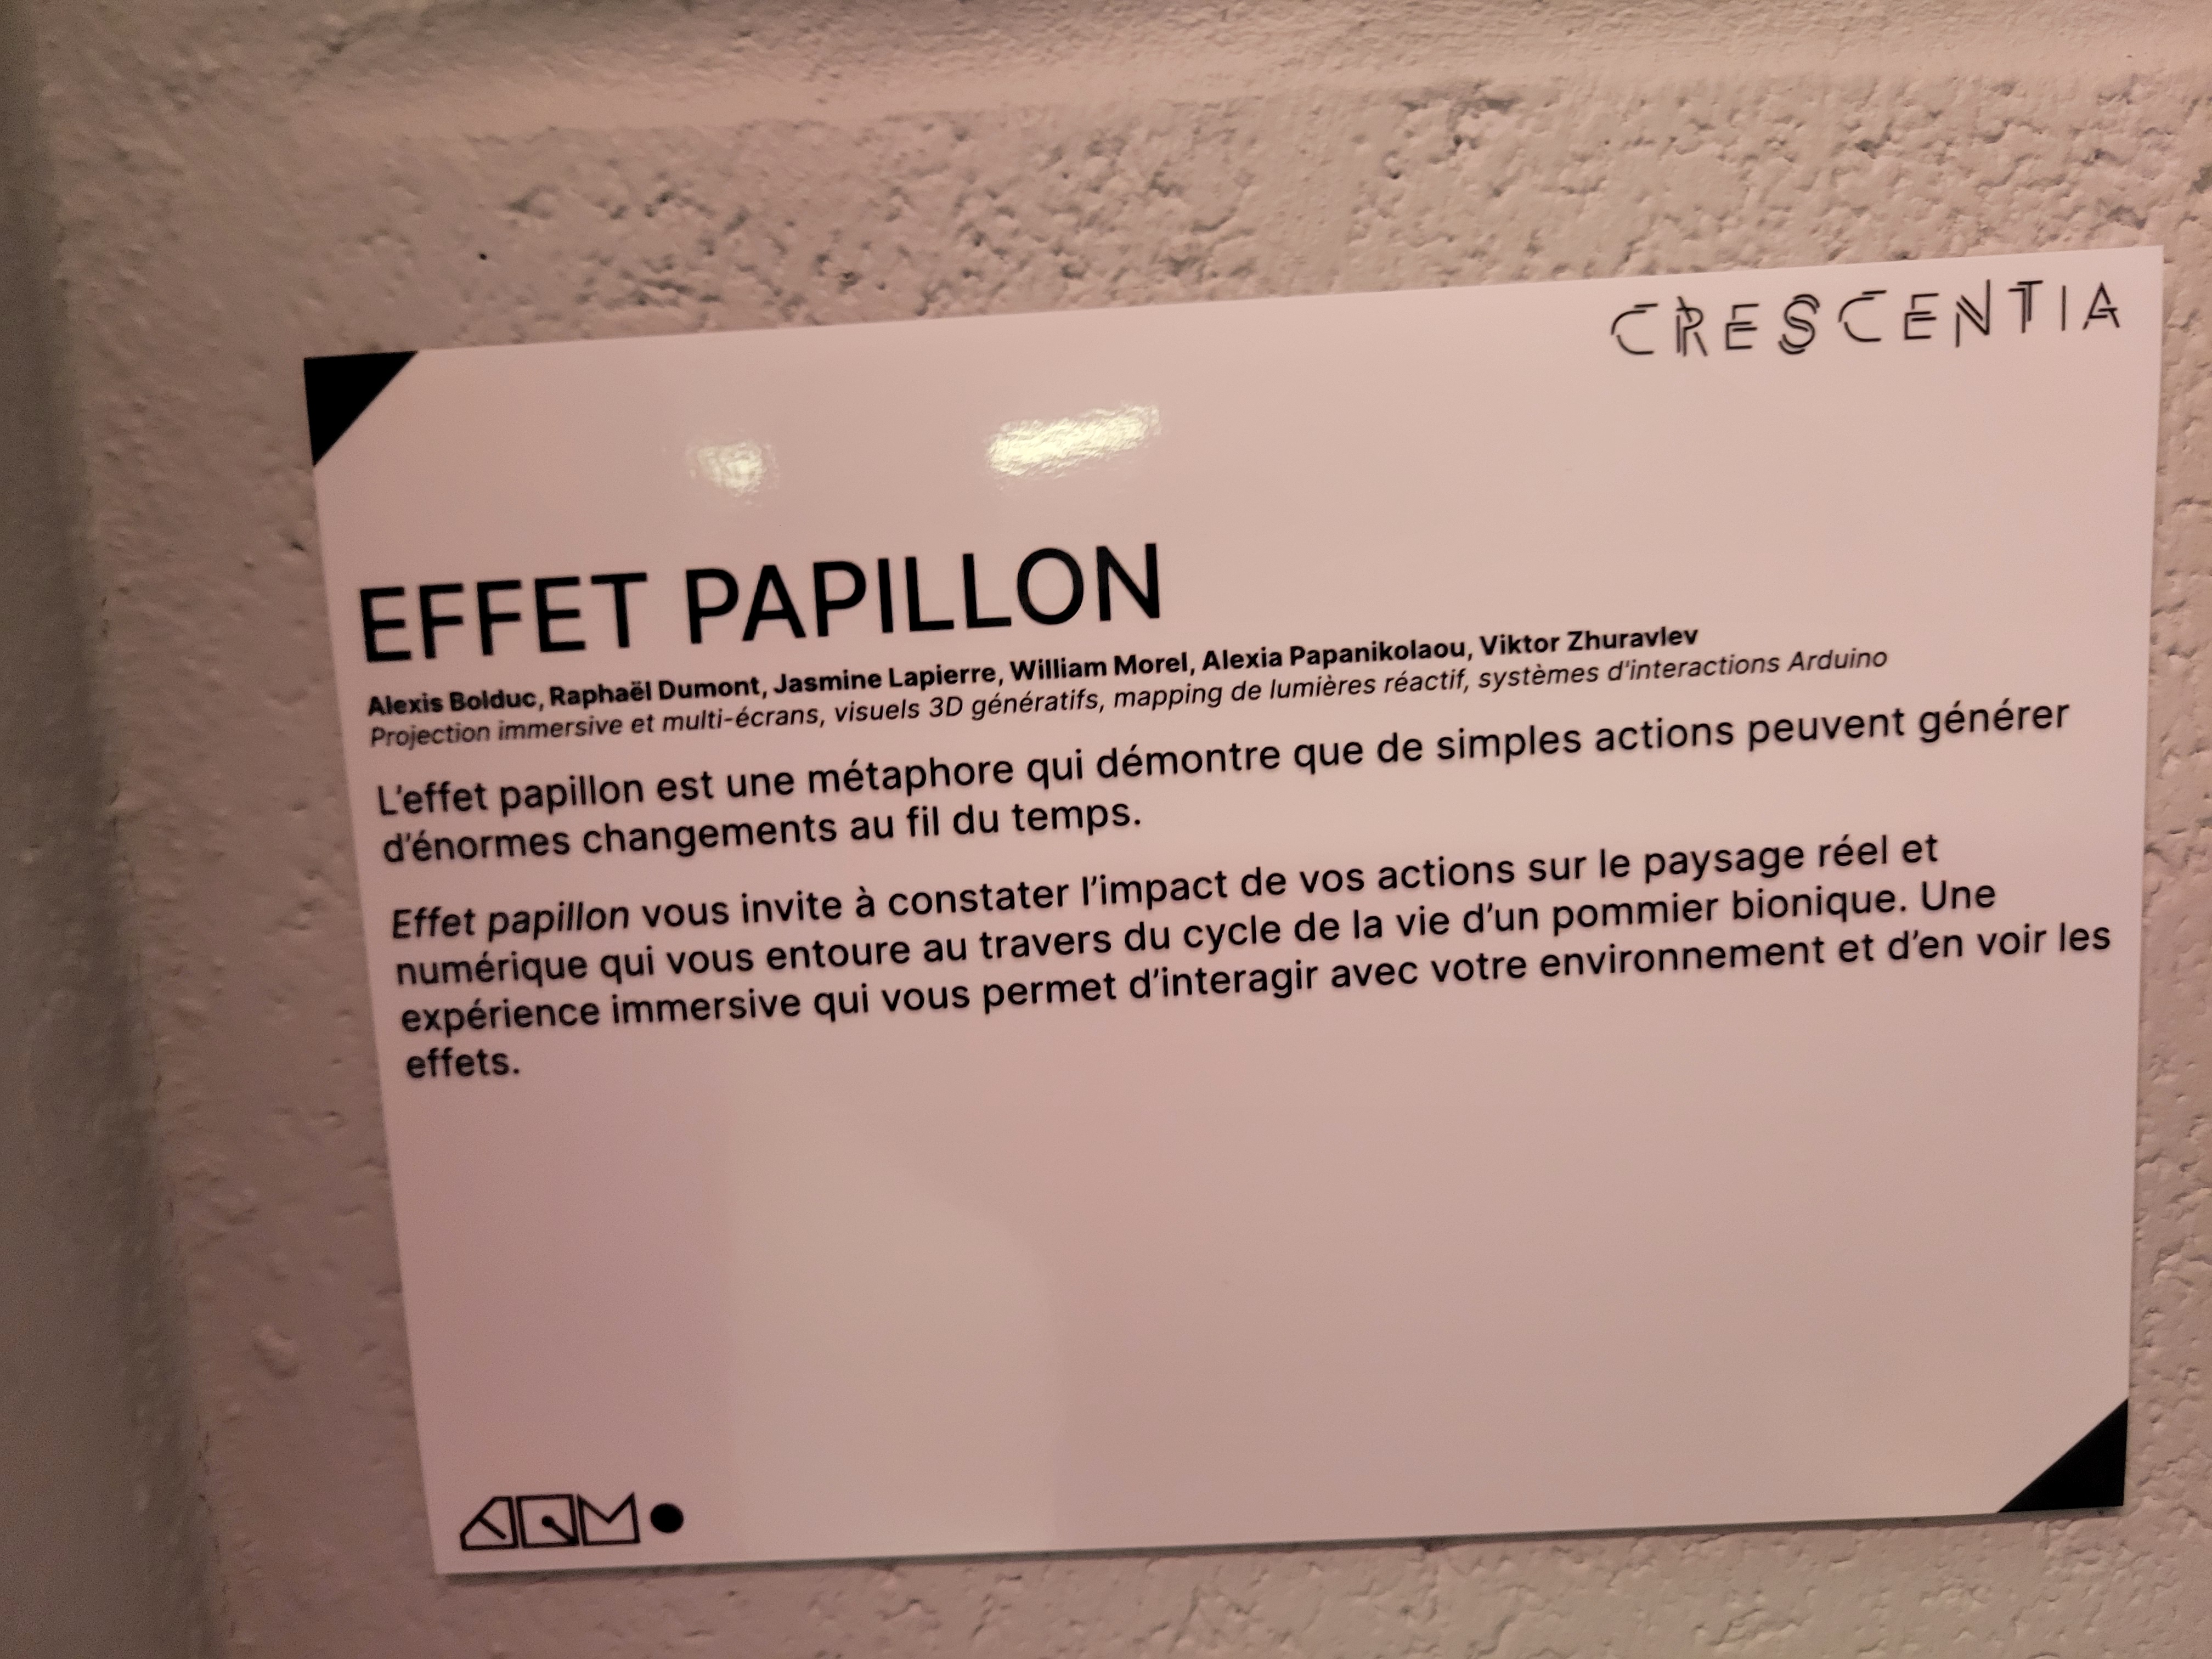 CRESCENTIA
EFFET PAPILLON
Alexis Bolduc, Raphaël Dumont, Jasmine Lapierre, William Morel, Alexia Papanikolaou, Viktor Zhuravlev
Projection immersive et multi-écrans, visuels 3D génératifs, mapping de lumières réactif, systèmes d'interactions Arduino
L'effet papillon est une métaphore qui démontre que de simples actions peuvent générer
d'énormes changements au fil du temps.
Effet papillon vous invite à constater l'impact de vos actions sur le paysage réel et
numérique qui vous entoure au travers du cycle de la vie d'un pommier bionique. Une
expérience immersive qui vous permet d'interagir avec votre environnement et d'en voir les
effets.